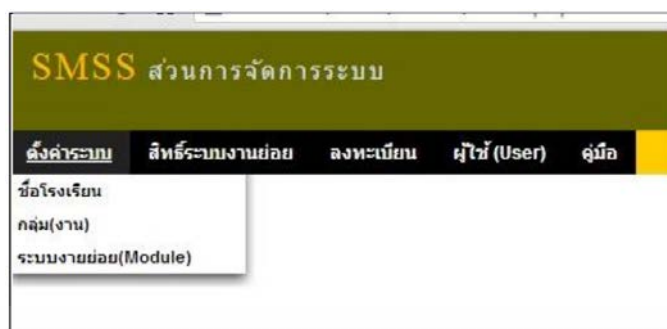 SMSS ส่วนการจัดการระบบ
ตั้งค่าระบบ สิทธิ์ระบบงานย่อย ลงทะเบียน ผู้ใช้ (User) คู่มือ
ชื่อโรงเรียน
กลุ่ม(งาน)
ระบบงายย่อย(Module)